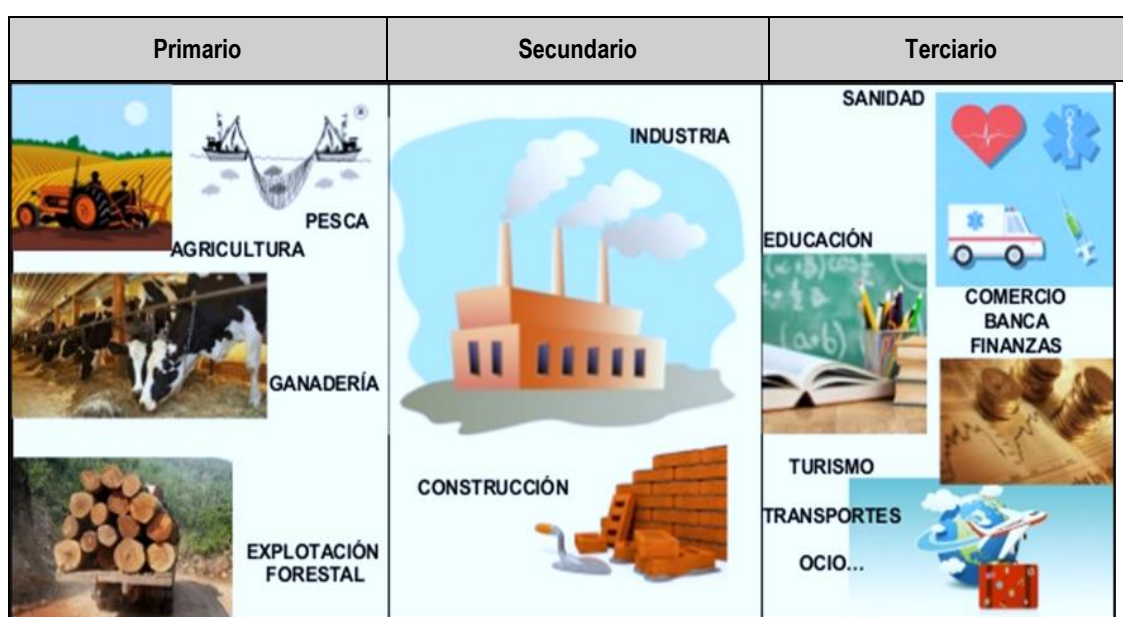 Primario
Secundario
Terciario
PESCA
AGRICULTURA
GANADERÍA
EXPLOTACIÓN
FORESTAL
INDUSTRIA
CONSTRUCCIÓN
SANIDAD
EDUCACIÓN
COMERCIO
BANCA
FINANZAS
TURISMO
TRANSPORTES
OCIO...